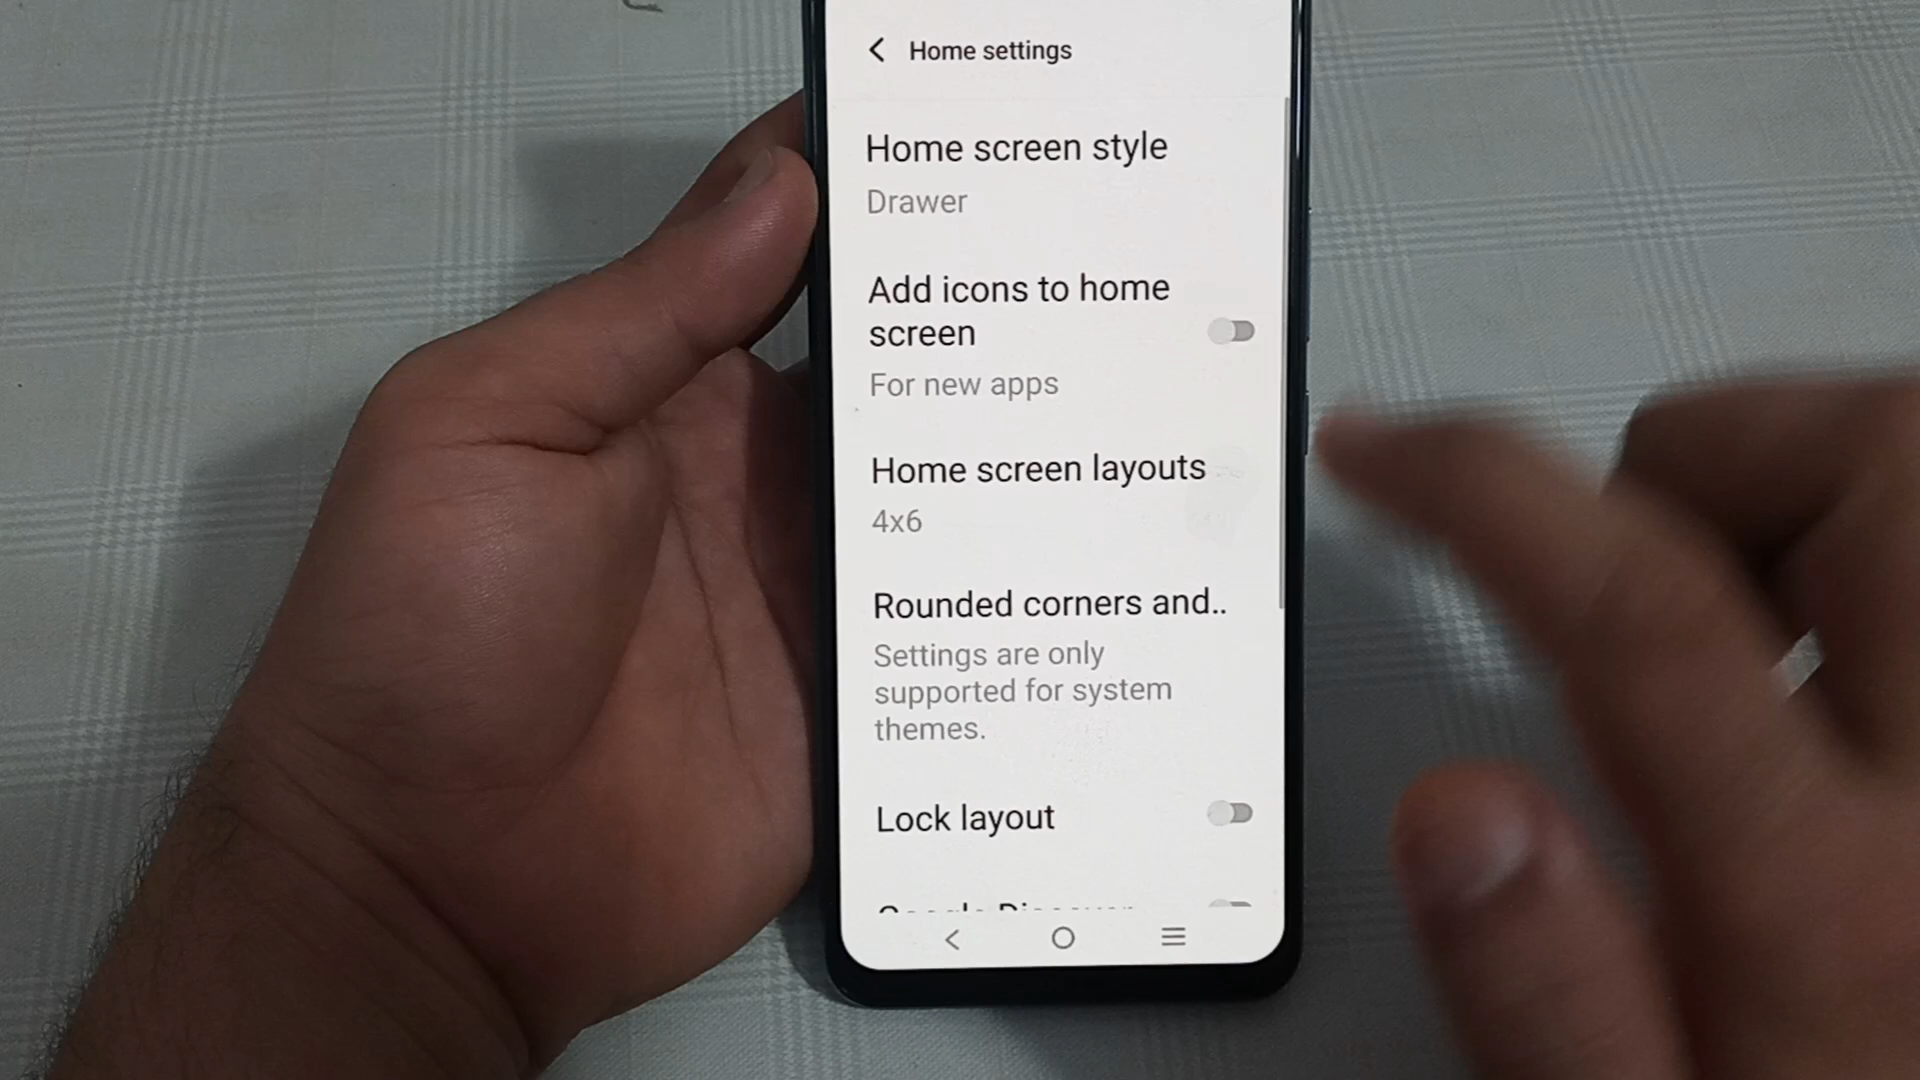 Home settings
Home screen style
Drawer
Add icons to home
screen
For new apps
Home screen layouts
4x6
Rounded corners and..
Settings are only
supported for system
themes.
Lock layout